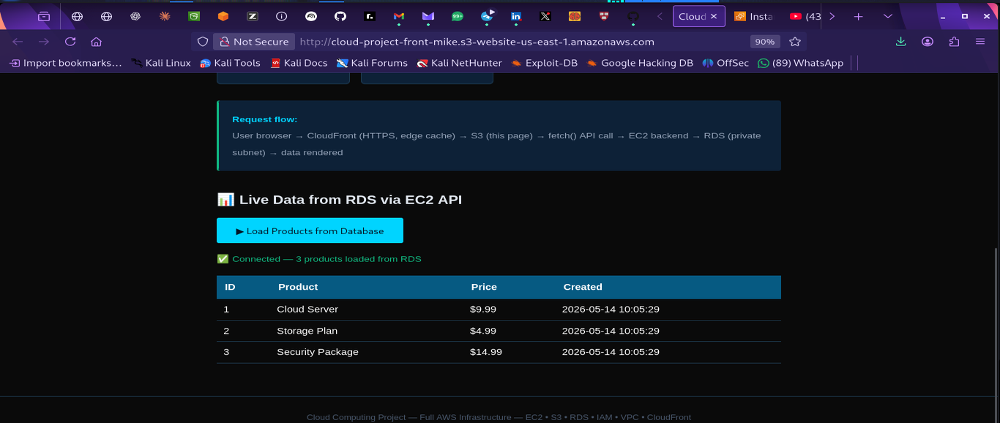 99+
Cloud
Insta
(43
Not Secure
http://cloud-project-front-mike.s3-website-us-east-1.amazonaws.com
90%
Import bookmarks...
Kali Linux
Kali Tools
Kali Docs
Kali Forums
Kali NetHunter
Exploit-DB
Google Hacking DB
OffSec
(89) WhatsApp
Request flow:
User browser → CloudFront (HTTPS, edge cache) → S3 (this page) → fetch() API call → EC2 backend → RDS (private
subnet) → data rendered
📊 Live Data from RDS via EC2 API
▶ Load Products from Database
✅ Connected — 3 products loaded from RDS
ID Product Price Created
1 Cloud Server $9.99 2026-05-14 10:05:29
2 Storage Plan $4.99 2026-05-14 10:05:29
3 Security Package $14.99 2026-05-14 10:05:29
Cloud Computing Project — Full AWS Infrastructure — EC2 • S3 • RDS • IAM • VPC • CloudFront